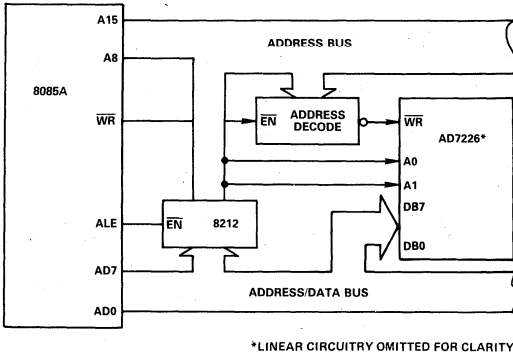 A15
ADDRESS BUS
A8
8085A
WR
EN
ADDRESS
DECODE
WR
AD7226*
A0
A1
DB7
ALE
EN
8212
DB0
AD7
ADDRESS/DATA BUS
AD0
*LINEAR CIRCUITRY OMITTED FOR CLARITY